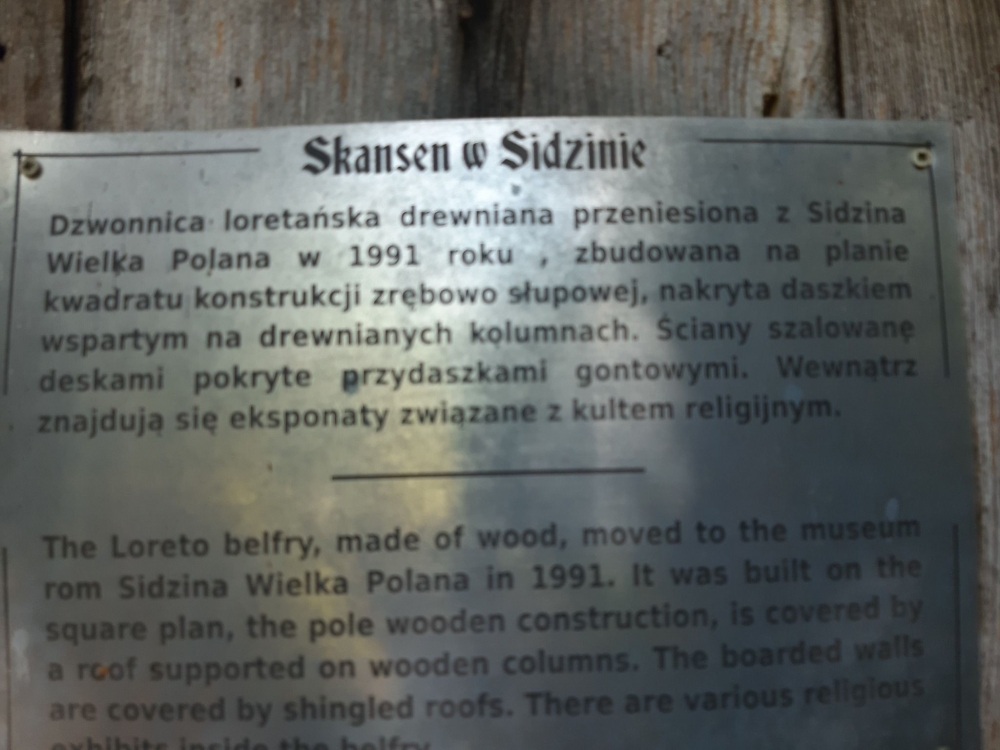 Skansen w Sidzinie
Dzwonnica loretańska drewniana przeniesiona z Sidzina
Wielka Polana w 1991 roku , zbudowana na planie
kwadratu konstrukcji zrębowo słupowej, nakryta daszkiem
wspartym na drewnianych kolumnach. Ściany szalowanę
deskami pokryte przydaszkami gontowymi. Wewnątrz
znajdują się eksponaty związane z kultem religijnym.
The Loreto belfry, made of wood, moved to the museum
rom Sidzina Wielka Polana in 1991. It was built on the
square plan, the pole wooden construction, is covered by
a roof supported on wooden columns. The boarded walls
are covered by shingled roofs. There are various religious
exhibits inside the belfry